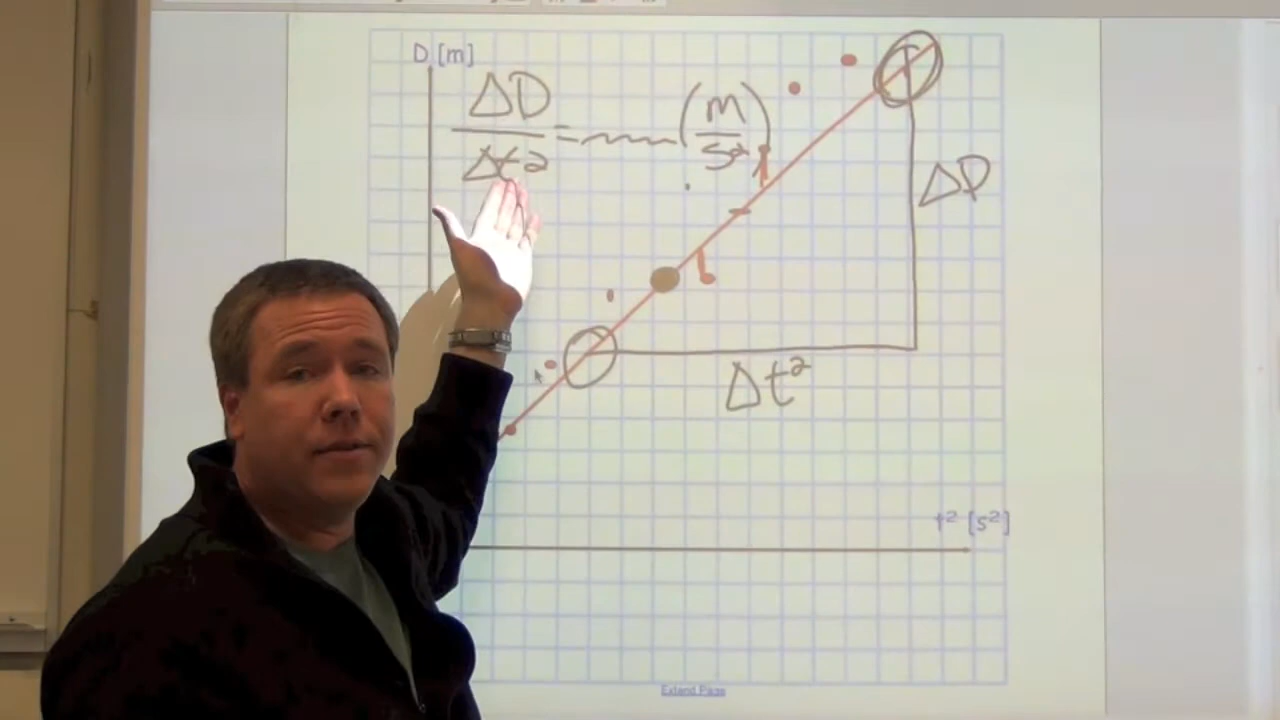 D [m]
ΔD
Δt2
= (m
s2)
ΔD
Δt²
t² [s²]
Extend Page